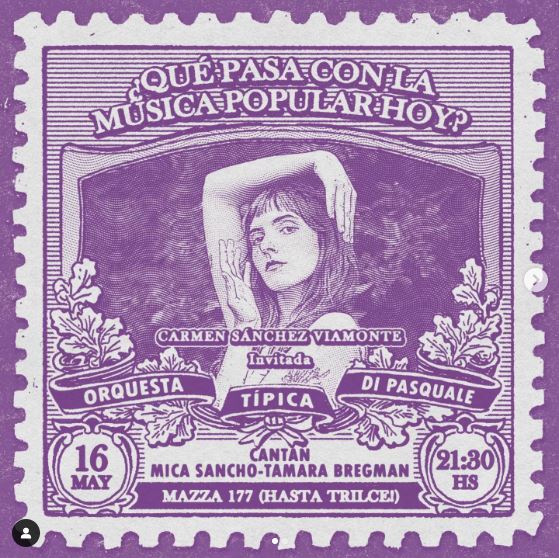 ¿QUÉ PASA CON LA
MÚSICA POPULAR HOY?
CARMEN SÁNCHEZ VIAMONTE
Invitada
ORQUESTA
TÍPICA
DI PASQUALE
16
MAY
CANTAN
MICA SANCHO-TAMARA BREGMAN
21:30
HS
MAZZA 177 (HASTA TRILCE!)